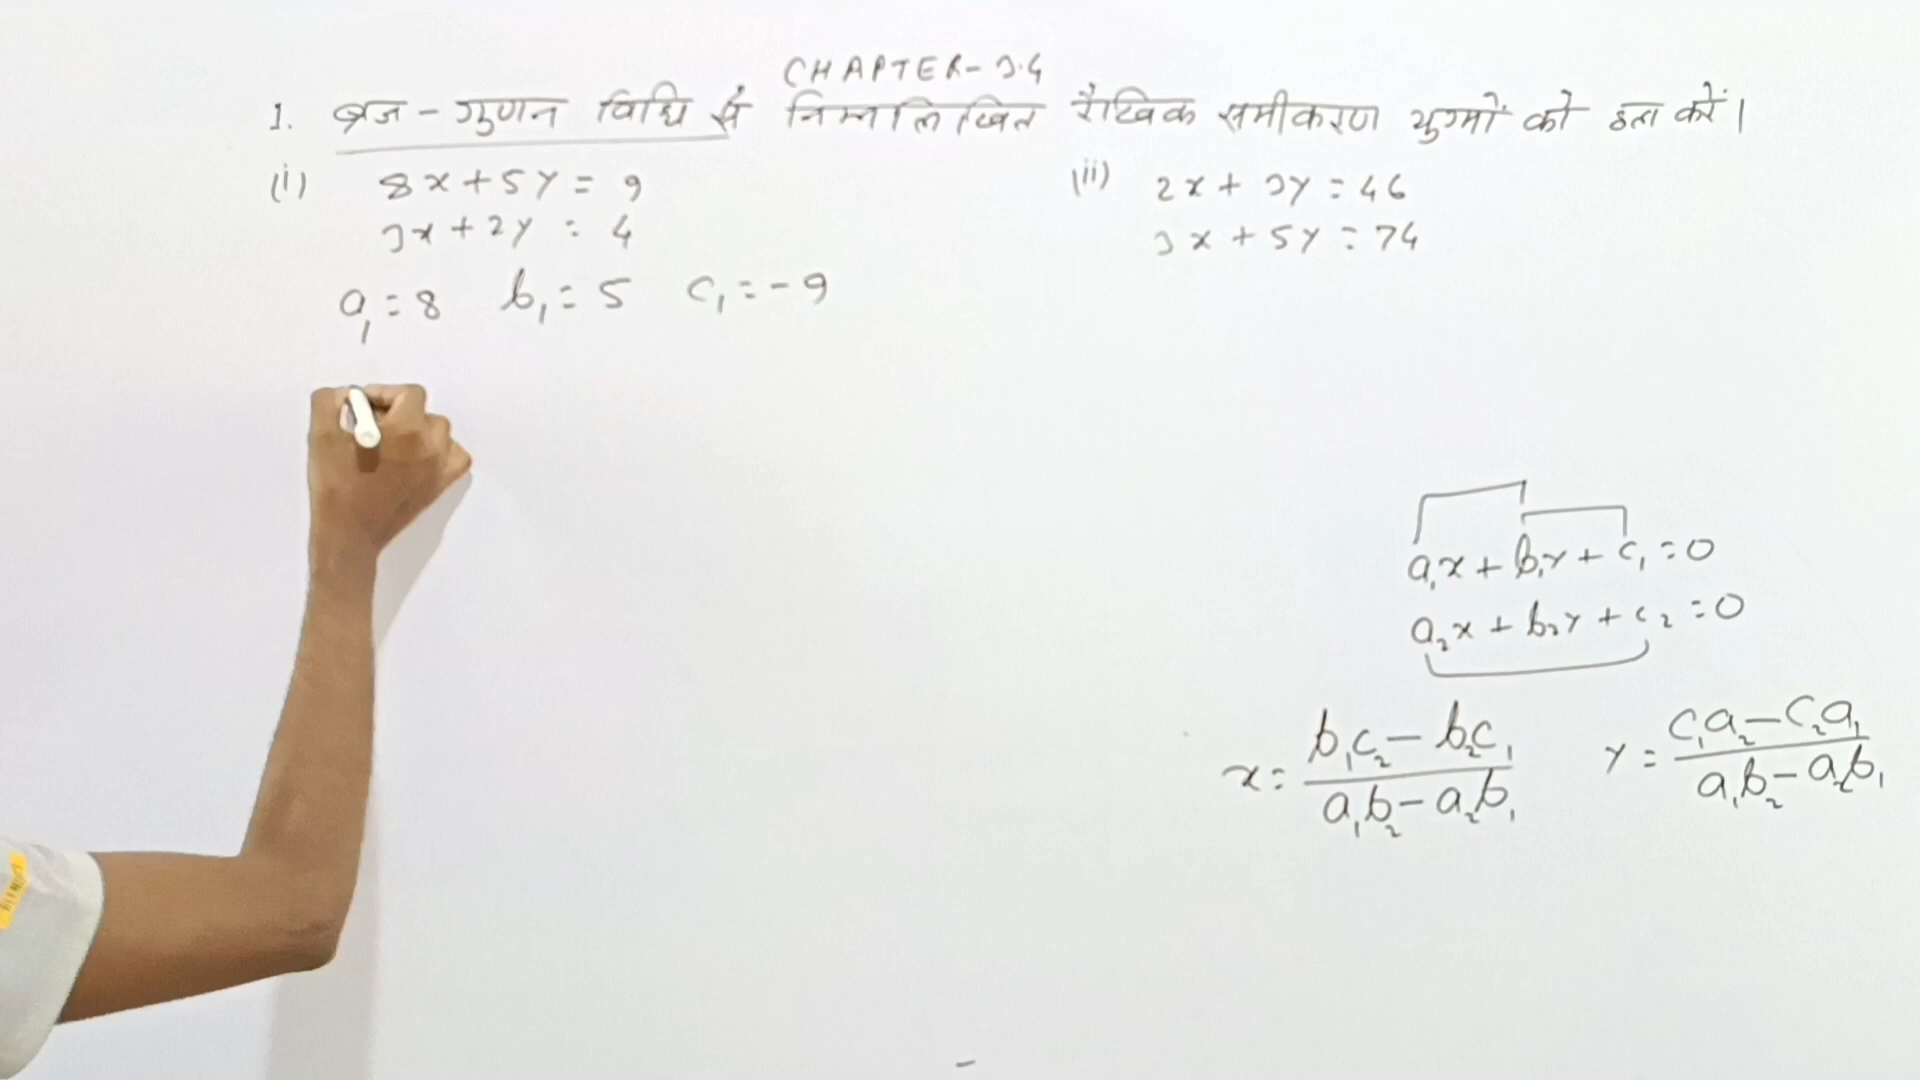 CHAPTER-3.4
1. ब्रज-गुणन विधि से निम्नलिखित रैखिक समीकरण युग्मों को हल करें।
(i) 8x+5y=9
3x+2y=4
a₁=8 b₁=5 c₁=-9
(ii) 2x+3y=46
3x+5y=74
a₁x+b₁y+c₁=0
a₂x+b₂y+c₂=0
x= b₁c₂-b₂c₁ / a₁b₂-a₂b₁
y= c₁a₂-c₂a₁ / a₁b₂-a₂b₁